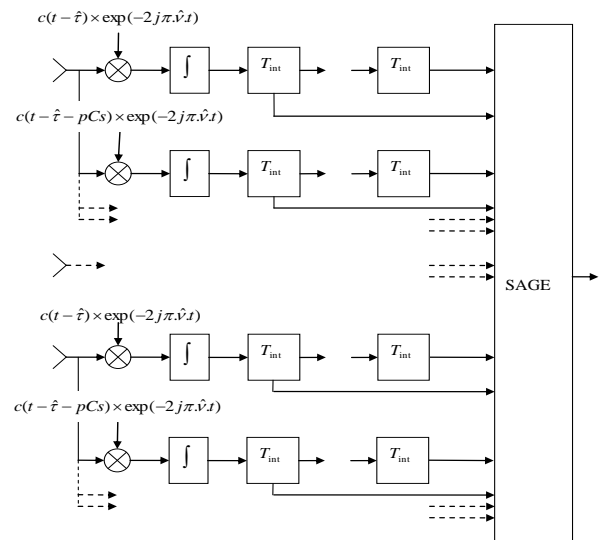 c(t−τ̂)×exp(−2jπ.ν̂.t)
∫ T_int T_int
c(t−τ̂−pCs)×exp(−2jπ.ν̂.t)
∫ T_int T_int
SAGE
c(t−τ̂)×exp(−2jπ.ν̂.t)
∫ T_int T_int
c(t−τ̂−pCs)×exp(−2jπ.ν̂.t)
∫ T_int T_int